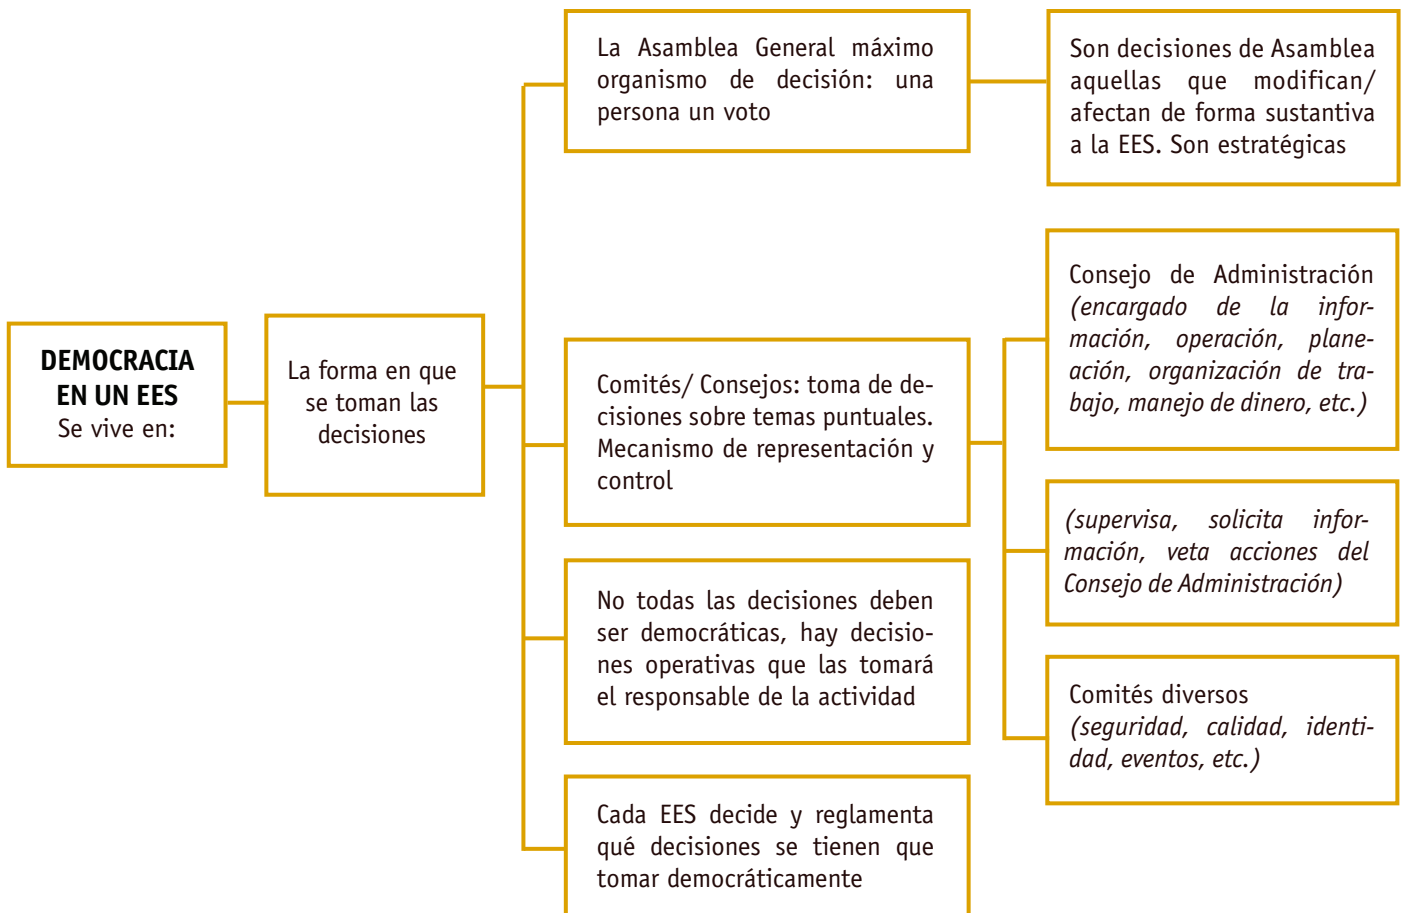 DEMOCRACIA
EN UN EES
Se vive en:
La forma en que
se toman las
decisiones
La Asamblea General máximo
organismo de decisión: una
persona un voto
Son decisiones de Asamblea
aquellas que modifican/
afectan de forma sustantiva
a la EES. Son estratégicas
Comités/ Consejos: toma de de-
cisiones sobre temas puntuales.
Mecanismo de representación y
control
Consejo de Administración
(encargado de la infor-
mación, operación, plane-
ación, organización de tra-
bajo, manejo de dinero, etc.)
(supervisa, solicita infor-
mación, veta acciones del
Consejo de Administración)
Comités diversos
(seguridad, calidad, identi-
dad, eventos, etc.)
No todas las decisiones deben
ser democráticas, hay decisio-
nes operativas que las tomará
el responsable de la actividad
Cada EES decide y reglamenta
qué decisiones se tienen que
tomar democráticamente